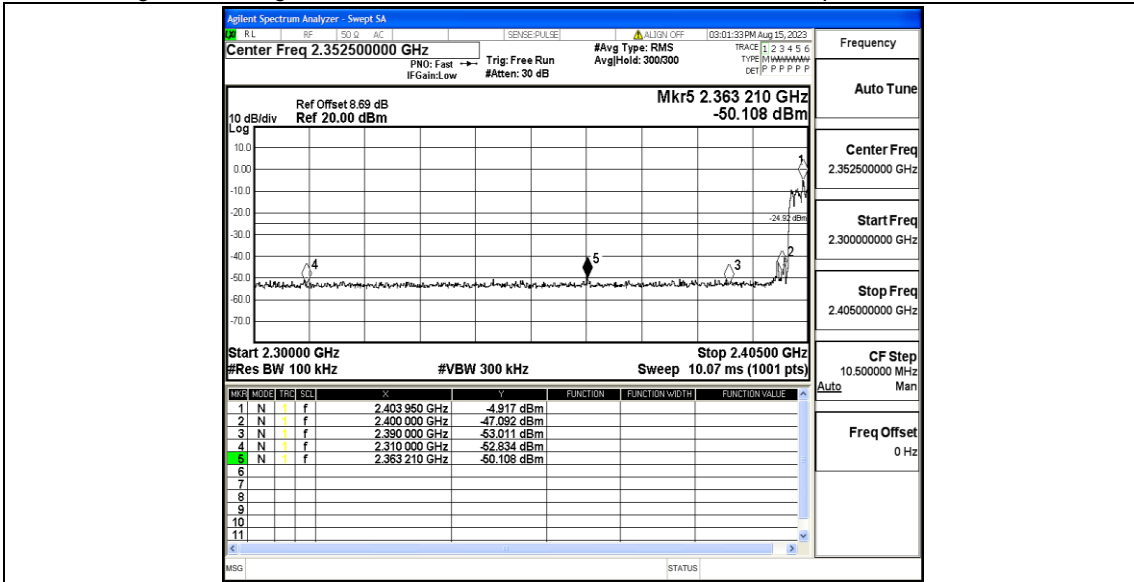 Agilent Spectrum Analyzer - Swept SA
LXI RL RF 50 Ω AC SENSE:PULSE ALIGN OFF 03:01:33 PM Aug 15, 2023
Center Freq 2.352500000 GHz
PNO: Fast
IFGain:Low
Trig: Free Run
#Atten: 30 dB
#Avg Type: RMS
Avg|Hold: 300/300
TRACE 1 2 3 4 5 6
TYPE M
DET P P P P P P
Frequency
Auto Tune
Mkr5 2.363 210 GHz
-50.108 dBm
Ref Offset 8.69 dB
10 dB/div Ref 20.00 dBm
Log
10.0
0.00
-10.0
-20.0
-30.0
-40.0
-50.0
-60.0
-70.0
1
-24.92 dBm
2
3
4
5
Center Freq
2.352500000 GHz
Start Freq
2.300000000 GHz
Stop Freq
2.405000000 GHz
CF Step
10.500000 MHz
Auto Man
Freq Offset
0 Hz
Start 2.30000 GHz Stop 2.40500 GHz
#Res BW 100 kHz #VBW 300 kHz Sweep 10.07 ms (1001 pts)
MKR MODE TRC SCL X Y FUNCTION FUNCTION WIDTH FUNCTION VALUE
1 N 1 f 2.403 950 GHz -4.917 dBm
2 N 1 f 2.400 000 GHz -47.092 dBm
3 N 1 f 2.390 000 GHz -53.011 dBm
4 N 1 f 2.310 000 GHz -52.834 dBm
5 N 1 f 2.363 210 GHz -50.108 dBm
6
7
8
9
10
11
MSG STATUS